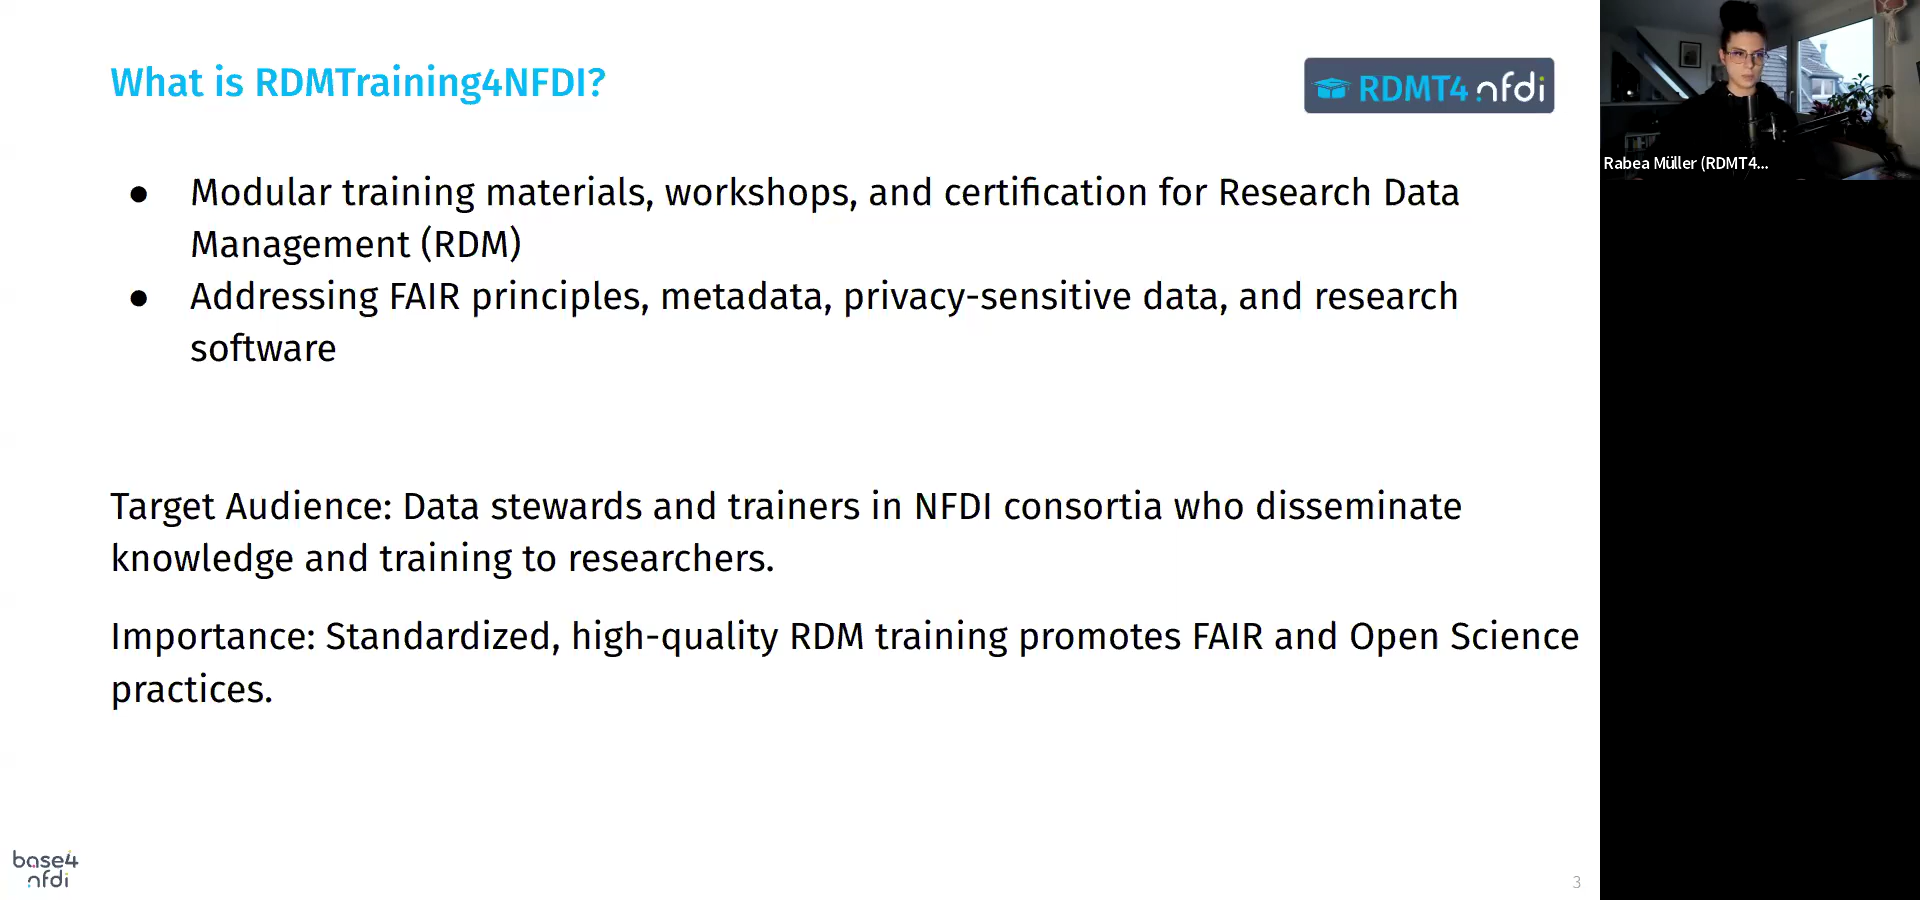 What is RDMTraining4NFDI?
RDMT4 nfdi
● Modular training materials, workshops, and certification for Research Data
Management (RDM)
● Addressing FAIR principles, metadata, privacy-sensitive data, and research
software
Target Audience: Data stewards and trainers in NFDI consortia who disseminate
knowledge and training to researchers.
Importance: Standardized, high-quality RDM training promotes FAIR and Open Science
practices.
base4
nfdi
3
Rabea Müller (RDMT4...